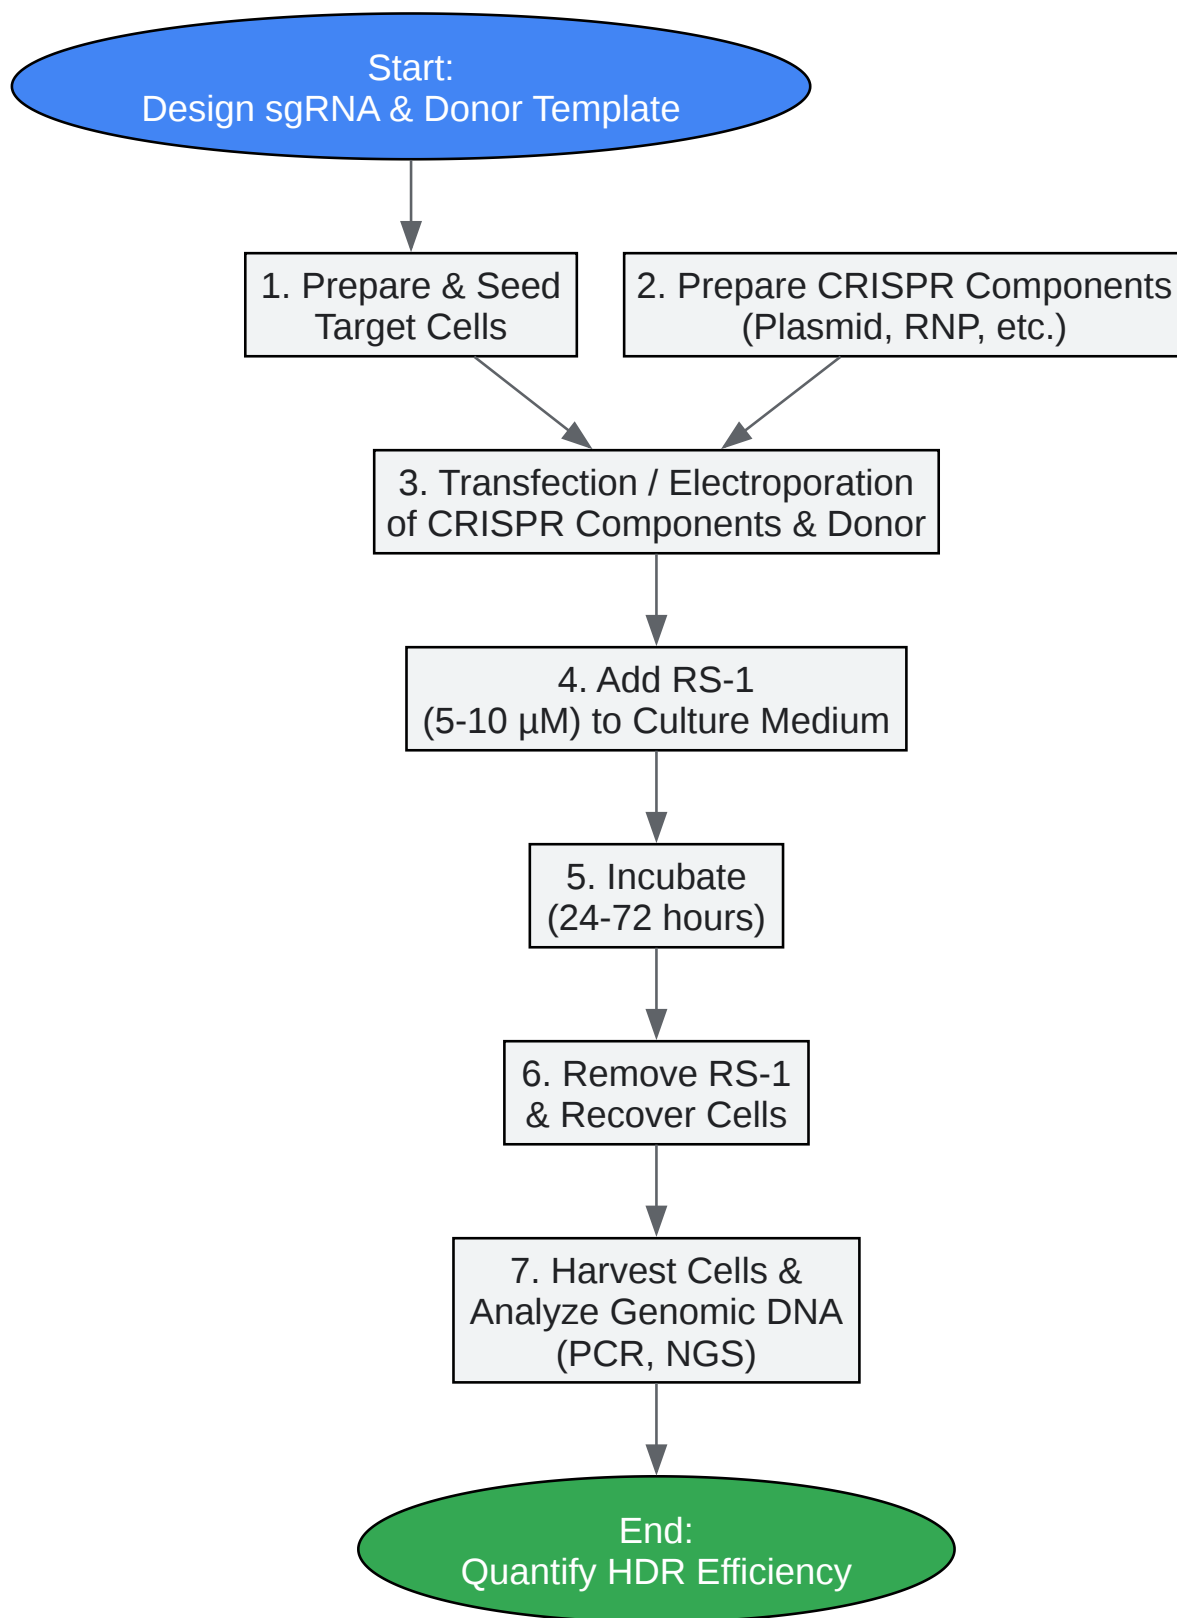 Start:
Design sgRNA & Donor Template
1. Prepare & Seed
Target Cells
2. Prepare CRISPR Components
(Plasmid, RNP, etc.)
3. Transfection / Electroporation
of CRISPR Components & Donor
4. Add RS-1
(5-10 µM) to Culture Medium
5. Incubate
(24-72 hours)
6. Remove RS-1
& Recover Cells
7. Harvest Cells &
Analyze Genomic DNA
(PCR, NGS)
End:
Quantify HDR Efficiency